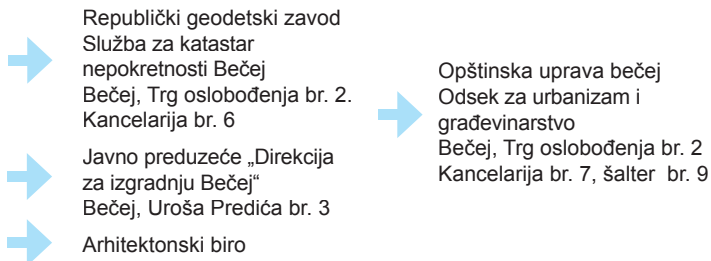 Republički geodetski zavod
Služba za katastar
nepokretnosti Bečej
Bečej, Trg oslobođenja br. 2.
Kancelarija br. 6
Javno preduzeće „Direkcija
za izgradnju Bečej“
Bečej, Uroša Predića br. 3
Arhitektonski biro
Opštinska uprava bečej
Odsek za urbanizam i
građevinarstvo
Bečej, Trg oslobođenja br. 2
Kancelarija br. 7, šalter br. 9